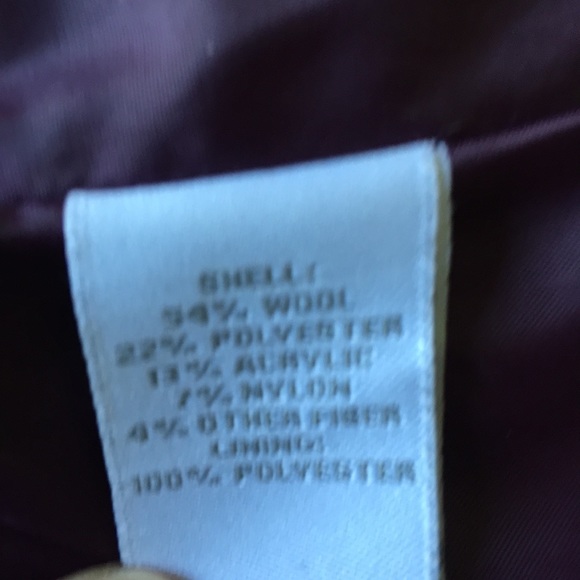 SHELL:
54% WOOL
22% POLYESTER
13% ACRYLIC
7% NYLON
4% OTHER FIBER
LINING:
100% POLYESTER